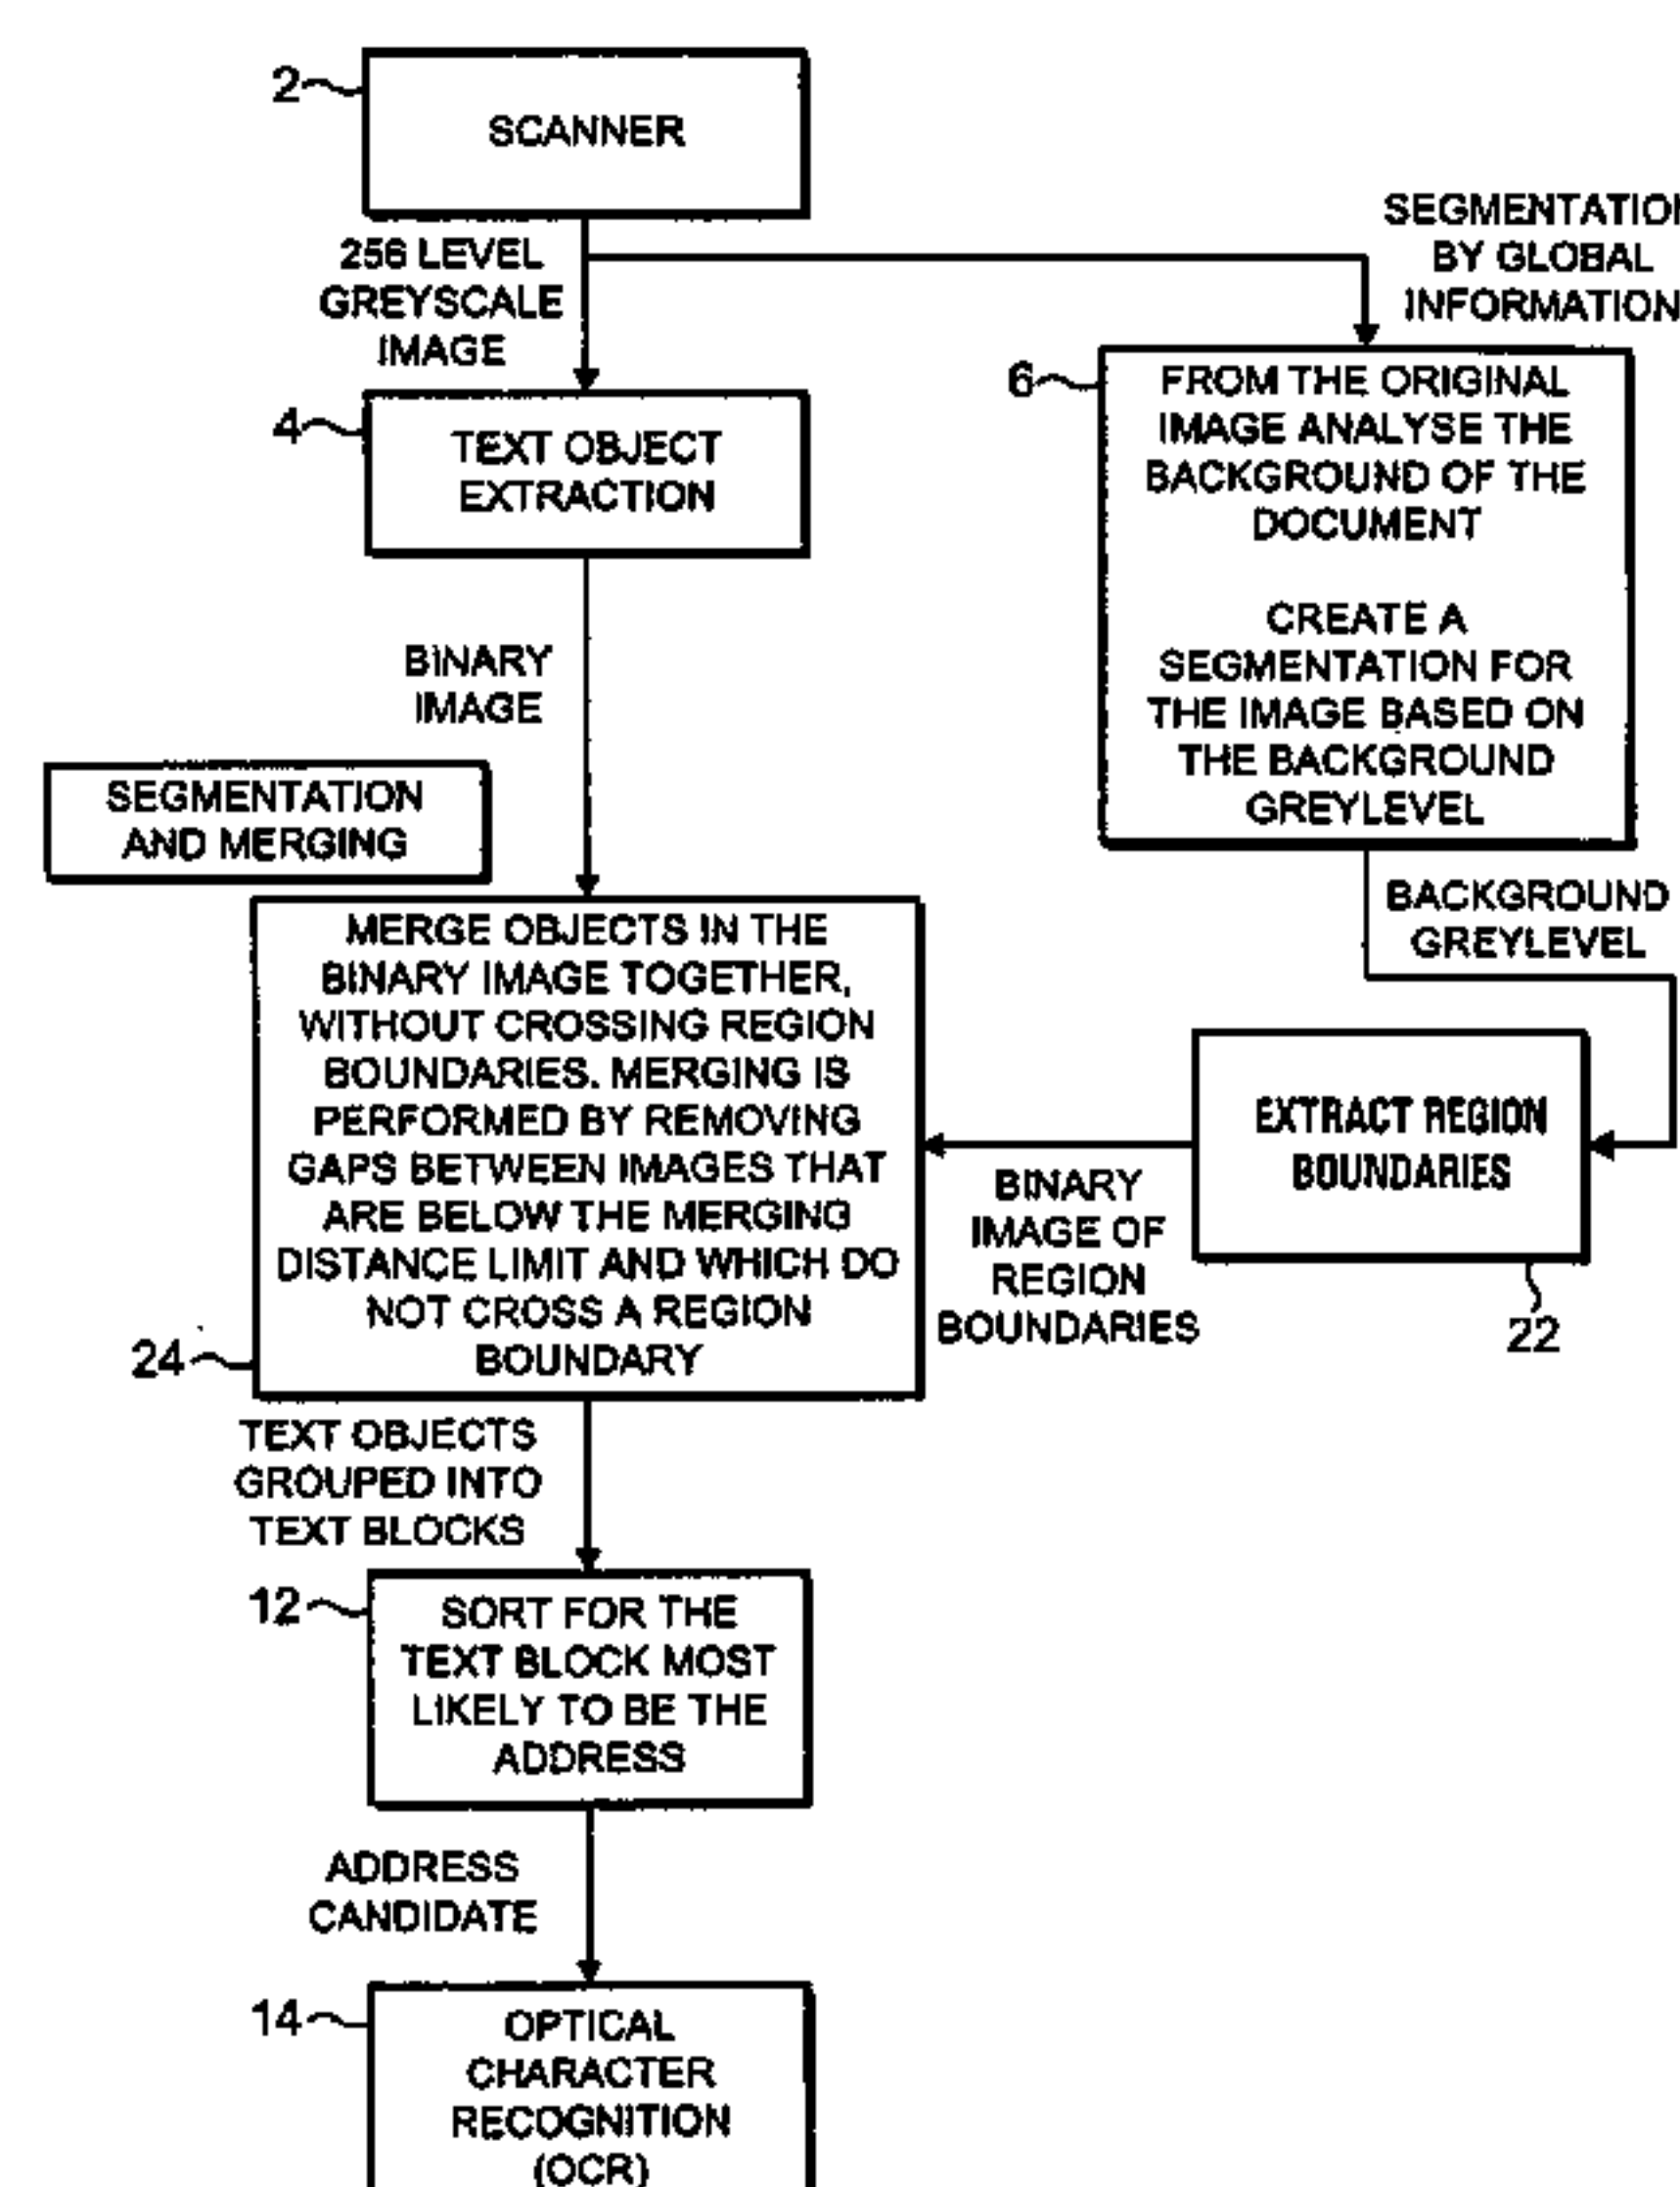 2
SCANNER
256 LEVEL
GREYSCALE
IMAGE
SEGMENTATION
BY GLOBAL
INFORMATION
4
TEXT OBJECT
EXTRACTION
6
FROM THE ORIGINAL
IMAGE ANALYSE THE
BACKGROUND OF THE
DOCUMENT
CREATE A
SEGMENTATION FOR
THE IMAGE BASED ON
THE BACKGROUND
GREYLEVEL
BINARY
IMAGE
SEGMENTATION
AND MERGING
BACKGROUND
GREYLEVEL
MERGE OBJECTS IN THE
BINARY IMAGE TOGETHER,
WITHOUT CROSSING REGION
BOUNDARIES. MERGING IS
PERFORMED BY REMOVING
GAPS BETWEEN IMAGES THAT
ARE BELOW THE MERGING
DISTANCE LIMIT AND WHICH DO
NOT CROSS A REGION
BOUNDARY
24
EXTRACT REGION
BOUNDARIES
22
BINARY
IMAGE OF
REGION
BOUNDARIES
TEXT OBJECTS
GROUPED INTO
TEXT BLOCKS
12
SORT FOR THE
TEXT BLOCK MOST
LIKELY TO BE THE
ADDRESS
ADDRESS
CANDIDATE
14
OPTICAL
CHARACTER
RECOGNITION
(OCR)